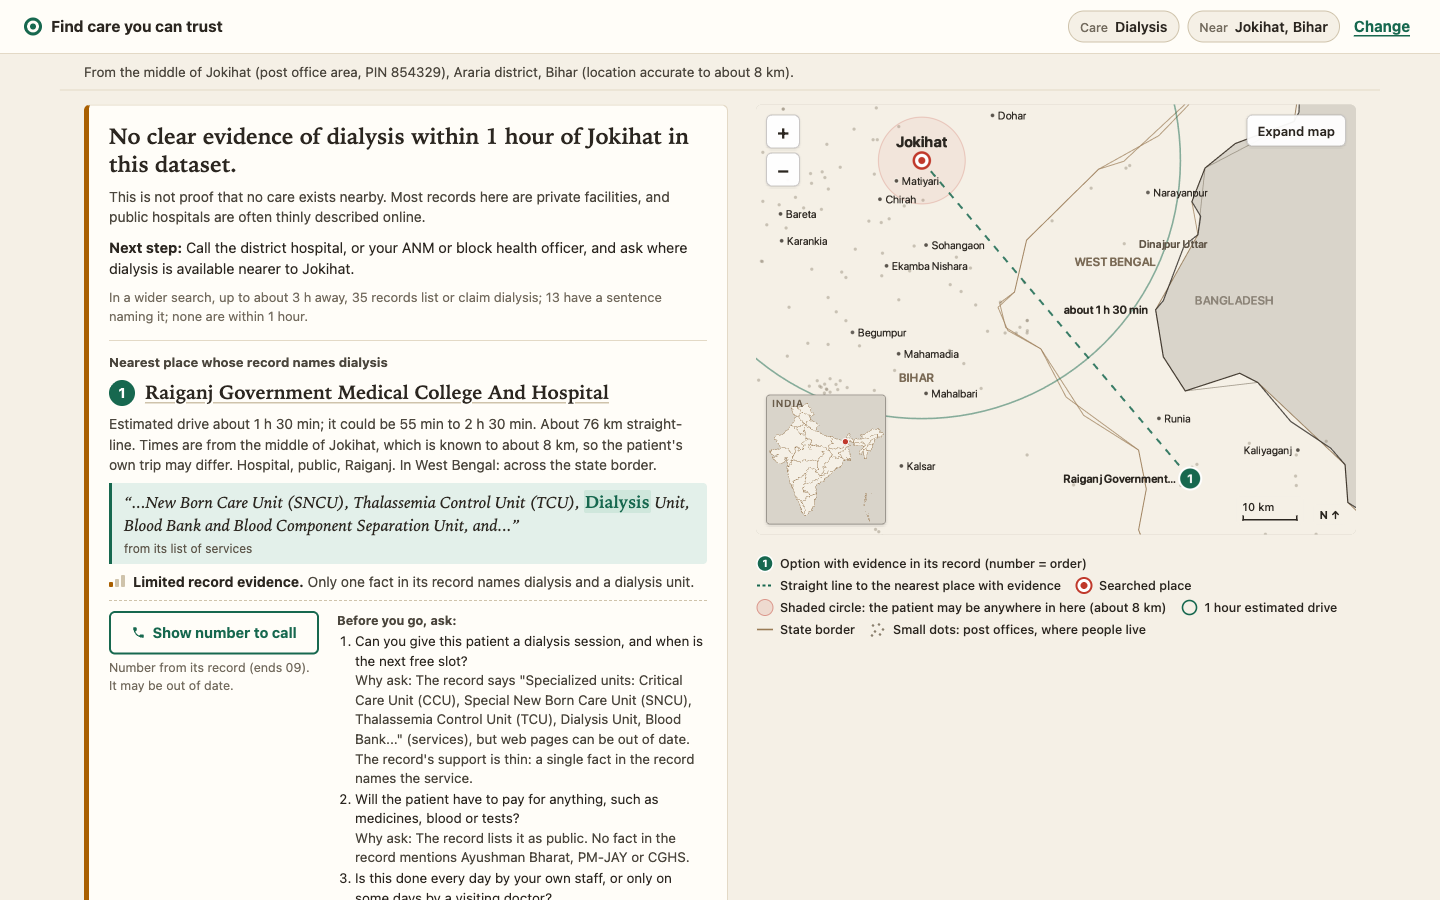 Find care you can trust
Care Dialysis
Near Jokihat, Bihar
Change
From the middle of Jokihat (post office area, PIN 854329), Araria district, Bihar (location accurate to about 8 km).
No clear evidence of dialysis within 1 hour of Jokihat in
this dataset.
This is not proof that no care exists nearby. Most records here are private facilities, and
public hospitals are often thinly described online.
Next step: Call the district hospital, or your ANM or block health officer, and ask where
dialysis is available nearer to Jokihat.
In a wider search, up to about 3 h away, 35 records list or claim dialysis; 13 have a sentence
naming it; none are within 1 hour.
Nearest place whose record names dialysis
1 Raiganj Government Medical College And Hospital
Estimated drive about 1 h 30 min; it could be 55 min to 2 h 30 min. About 76 km straight-
line. Times are from the middle of Jokihat, which is known to about 8 km, so the patient's
own trip may differ. Hospital, public, Raiganj. In West Bengal: across the state border.
“…New Born Care Unit (SNCU), Thalassemia Control Unit (TCU), Dialysis Unit,
Blood Bank and Blood Component Separation Unit, and…”
from its list of services
Limited record evidence. Only one fact in its record names dialysis and a dialysis unit.
Show number to call
Number from its record (ends 09).
It may be out of date.
Before you go, ask:
1. Can you give this patient a dialysis session, and when is
the next free slot?
Why ask: The record says "Specialized units: Critical
Care Unit (CCU), Special New Born Care Unit (SNCU),
Thalassemia Control Unit (TCU), Dialysis Unit, Blood
Bank..." (services), but web pages can be out of date.
The record's support is thin: a single fact in the record
names the service.
2. Will the patient have to pay for anything, such as
medicines, blood or tests?
Why ask: The record lists it as public. No fact in the
record mentions Ayushman Bharat, PM-JAY or CGHS.
3. Is this done every day by your own staff, or only on
some days by a visiting doctor?
+
−
Expand map
Dohar
Jokihat
Matiyari
Chirah
Narayanpur
Bareta
Karankia
Sohangaon
Dinajpur Uttar
WEST BENGAL
Ekamba Nishara
BANGLADESH
about 1 h 30 min
Begumpur
Mahamadia
BIHAR
Mahalbari
INDIA
Runia
Kaliyaganj
Kalsar
Raiganj Government…
1
10 km
N ↑
1 Option with evidence in its record (number = order)
Straight line to the nearest place with evidence
Searched place
Shaded circle: the patient may be anywhere in here (about 8 km)
1 hour estimated drive
State border
Small dots: post offices, where people live